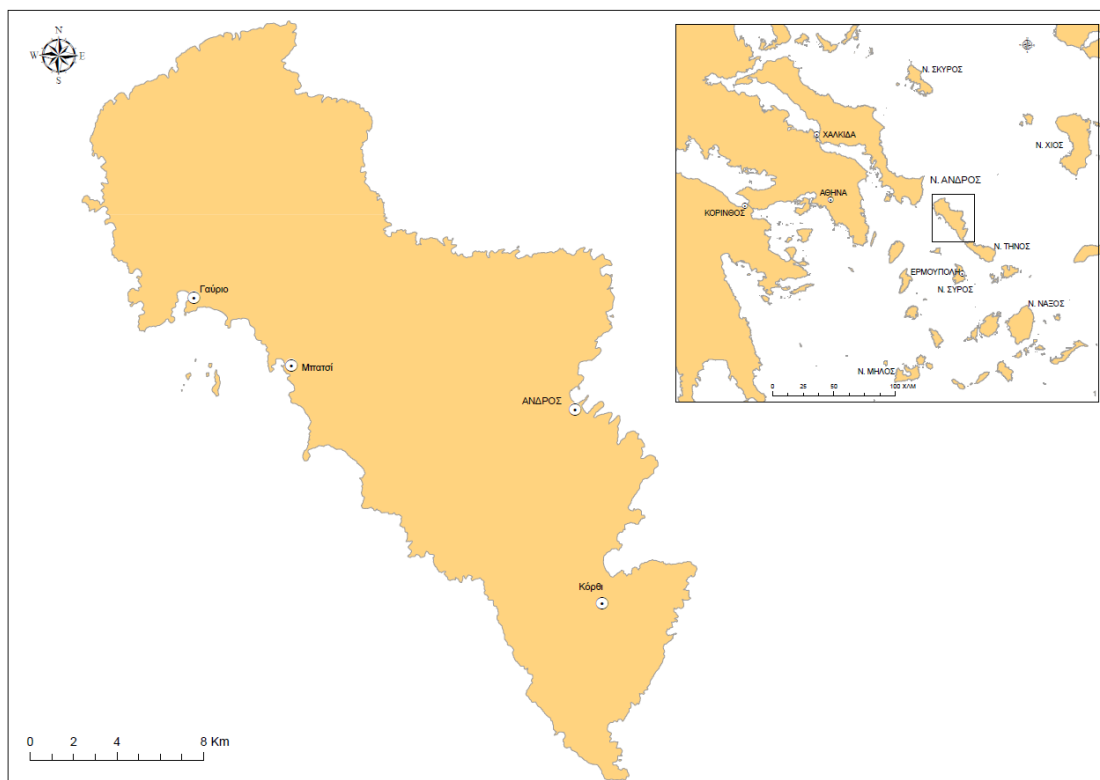 N
W E
S
Γαύριο
Μπατσί
ΑΝΔΡΟΣ
Κόρθι
0 2 4 8 Km
Ν. ΣΚΥΡΟΣ
ΧΑΛΚΙΔΑ
Ν. ΧΙΟΣ
Ν. ΑΝΔΡΟΣ
ΑΘΗΝΑ
ΚΟΡΙΝΘΟΣ
Ν. ΤΗΝΟΣ
ΕΡΜΟΥΠΟΛΗ
Ν. ΣΥΡΟΣ
Ν. ΝΑΞΟΣ
Ν. ΜΗΛΟΣ
0 25 50 100 ΧΛΜ
1